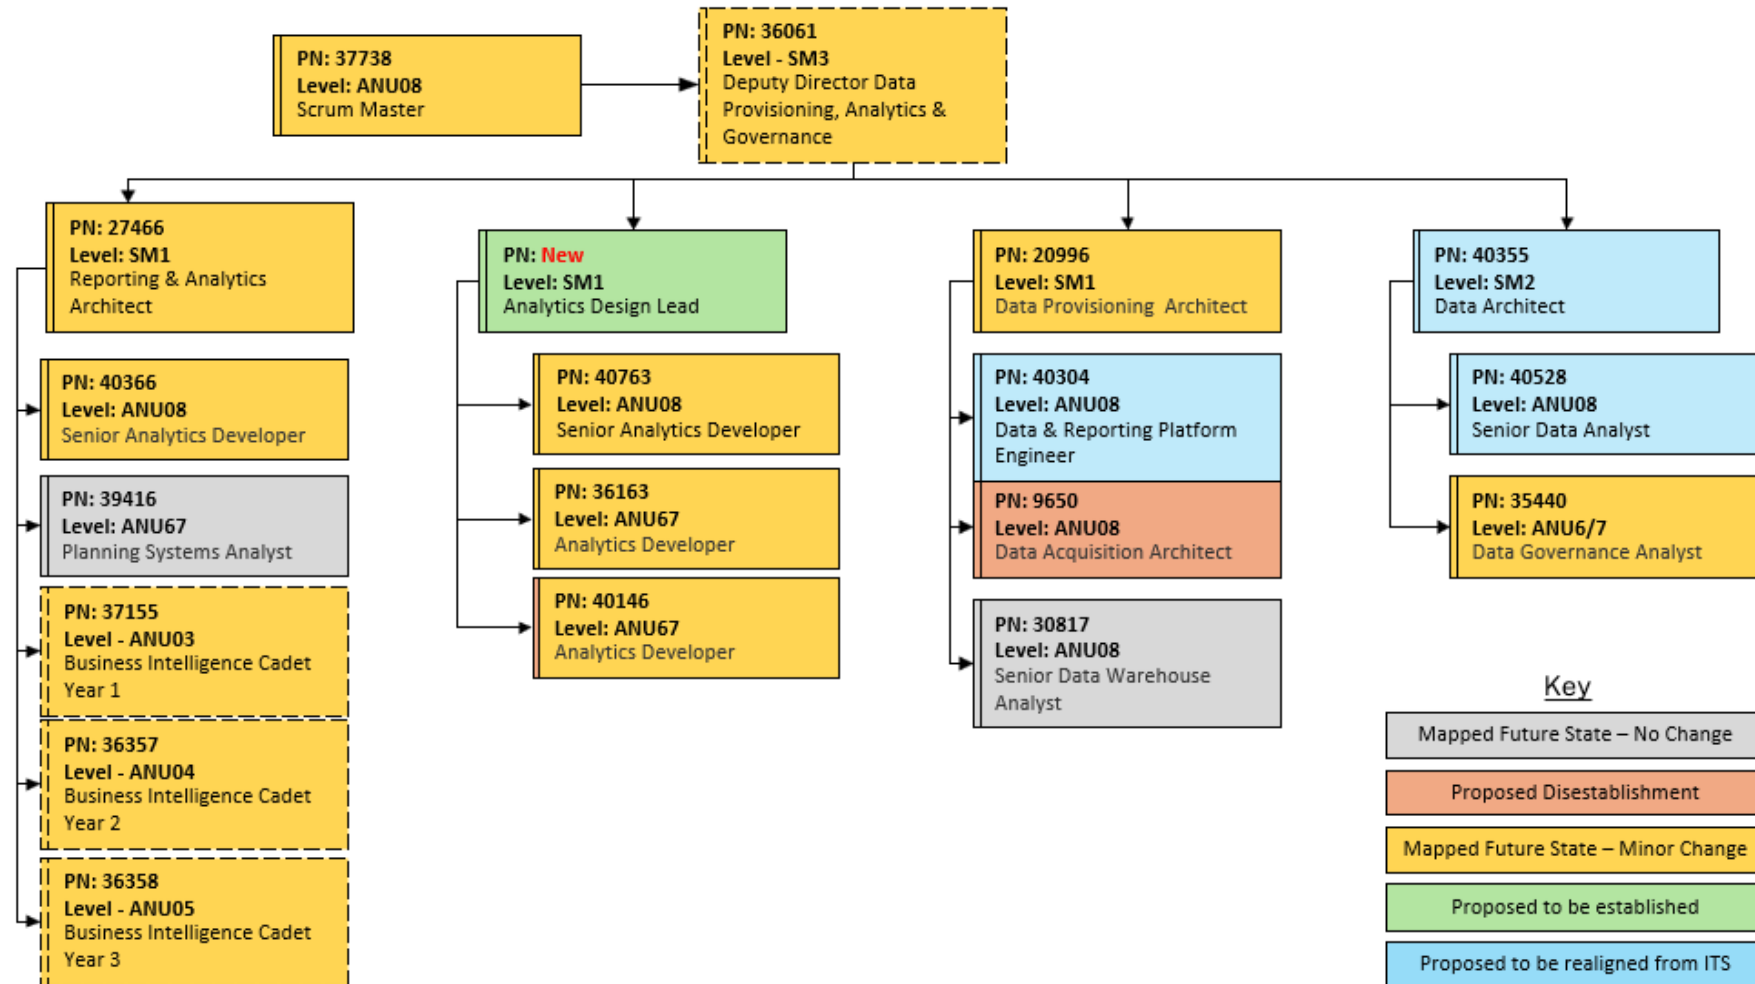 PN: 37738
Level: ANU08
Scrum Master
PN: 36061
Level - SM3
Deputy Director Data
Provisioning, Analytics &
Governance
PN: 27466
Level: SM1
Reporting & Analytics
Architect
PN: 40366
Level: ANU08
Senior Analytics Developer
PN: 39416
Level: ANU67
Planning Systems Analyst
PN: 37155
Level - ANU03
Business Intelligence Cadet
Year 1
PN: 36357
Level - ANU04
Business Intelligence Cadet
Year 2
PN: 36358
Level - ANU05
Business Intelligence Cadet
Year 3
PN: New
Level: SM1
Analytics Design Lead
PN: 40763
Level: ANU08
Senior Analytics Developer
PN: 36163
Level: ANU67
Analytics Developer
PN: 40146
Level: ANU67
Analytics Developer
PN: 20996
Level: SM1
Data Provisioning Architect
PN: 40304
Level: ANU08
Data & Reporting Platform
Engineer
PN: 9650
Level: ANU08
Data Acquisition Architect
PN: 30817
Level: ANU08
Senior Data Warehouse
Analyst
PN: 40355
Level: SM2
Data Architect
PN: 40528
Level: ANU08
Senior Data Analyst
PN: 35440
Level: ANU6/7
Data Governance Analyst
Key
Mapped Future State – No Change
Proposed Disestablishment
Mapped Future State – Minor Change
Proposed to be established
Proposed to be realigned from ITS